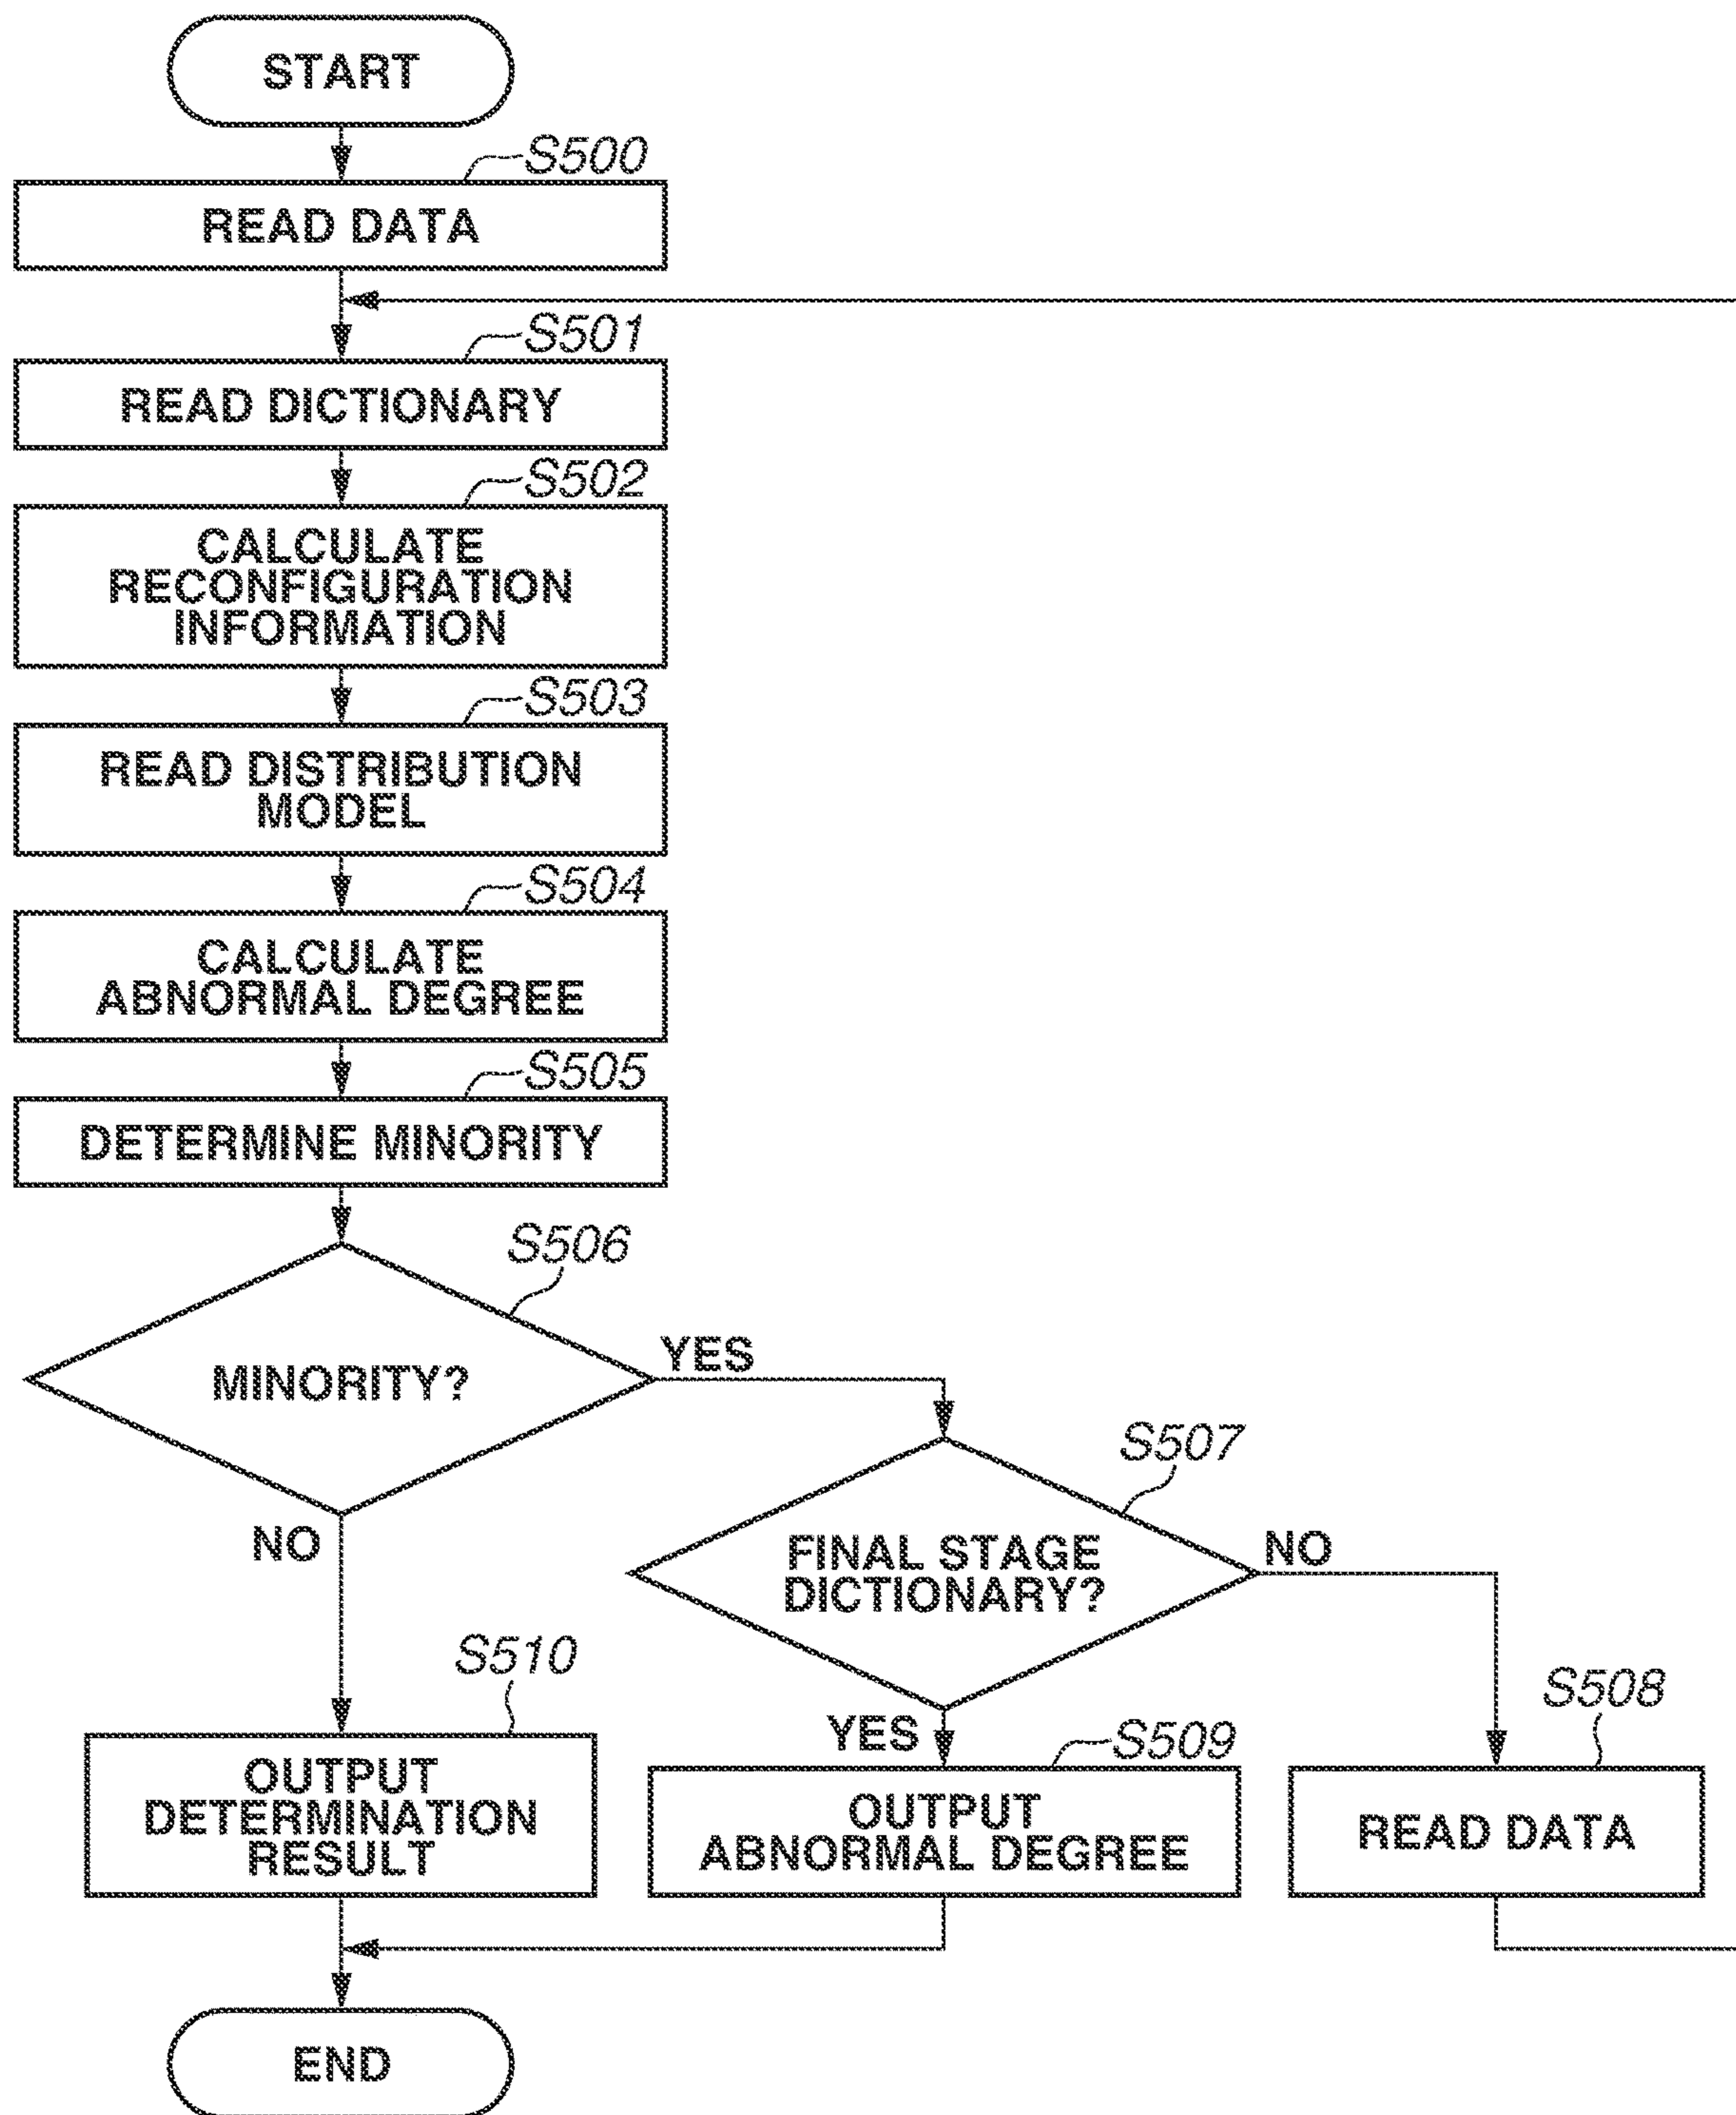 START
S500
READ DATA
S501
READ DICTIONARY
S502
CALCULATE
RECONFIGURATION
INFORMATION
S503
READ DISTRIBUTION
MODEL
S504
CALCULATE
ABNORMAL DEGREE
S505
DETERMINE MINORITY
S506
MINORITY?
YES
NO
S507
FINAL STAGE
DICTIONARY?
NO
YES
S510
OUTPUT
DETERMINATION
RESULT
S509
OUTPUT
ABNORMAL DEGREE
S508
READ DATA
END